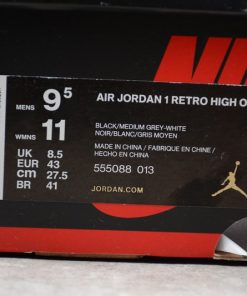 NIKE
MENS 9.5 AIR JORDAN 1 RETRO HIGH O
WMNS 11 BLACK/MEDIUM GREY-WHITE
NOIR/BLANC/GRIS MOYEN
UK 8.5 MADE IN CHINA / FABRIQUE EN CHINE /
EUR 43 HECHO EN CHINA
cm 27.5 555088 013
BR 41 JORDAN.COM